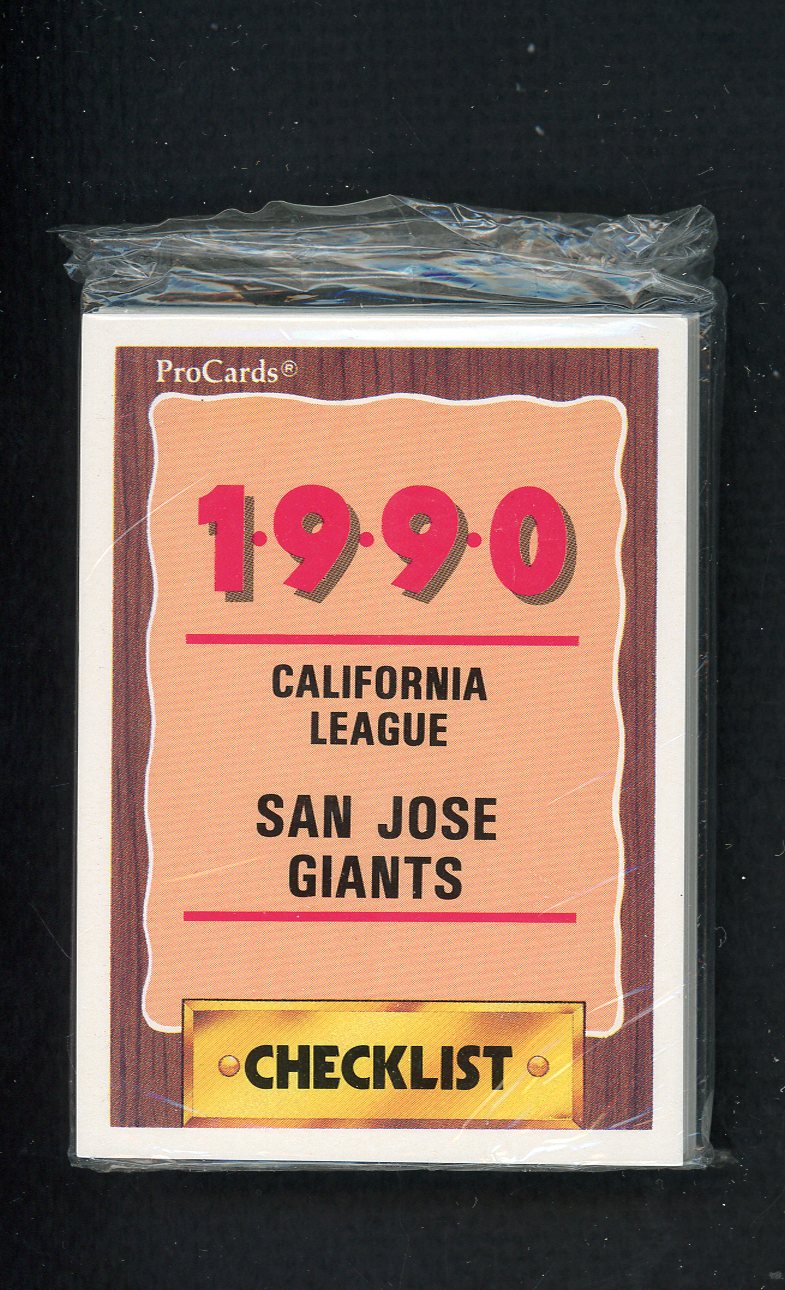 ProCards®
1·9·9·0
CALIFORNIA
LEAGUE
SAN JOSE
GIANTS
CHECKLIST